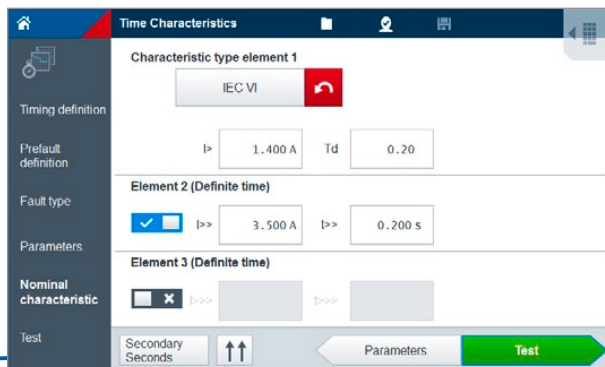 Time Characteristics
Characteristic type element 1
IEC VI
Timing definition
Prefault
definition
I> 1.400 A Td 0.20
Fault type
Element 2 (Definite time)
I>> 3.500 A t>> 0.200 s
Parameters
Element 3 (Definite time)
Nominal
characteristic
I>>> t>>>
Test
Secondary
Seconds
Parameters
Test